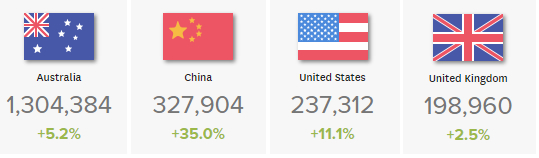 Australia
1,304,384
+5.2%
China
327,904
+35.0%
United States
237,312
+11.1%
United Kingdom
198,960
+2.5%